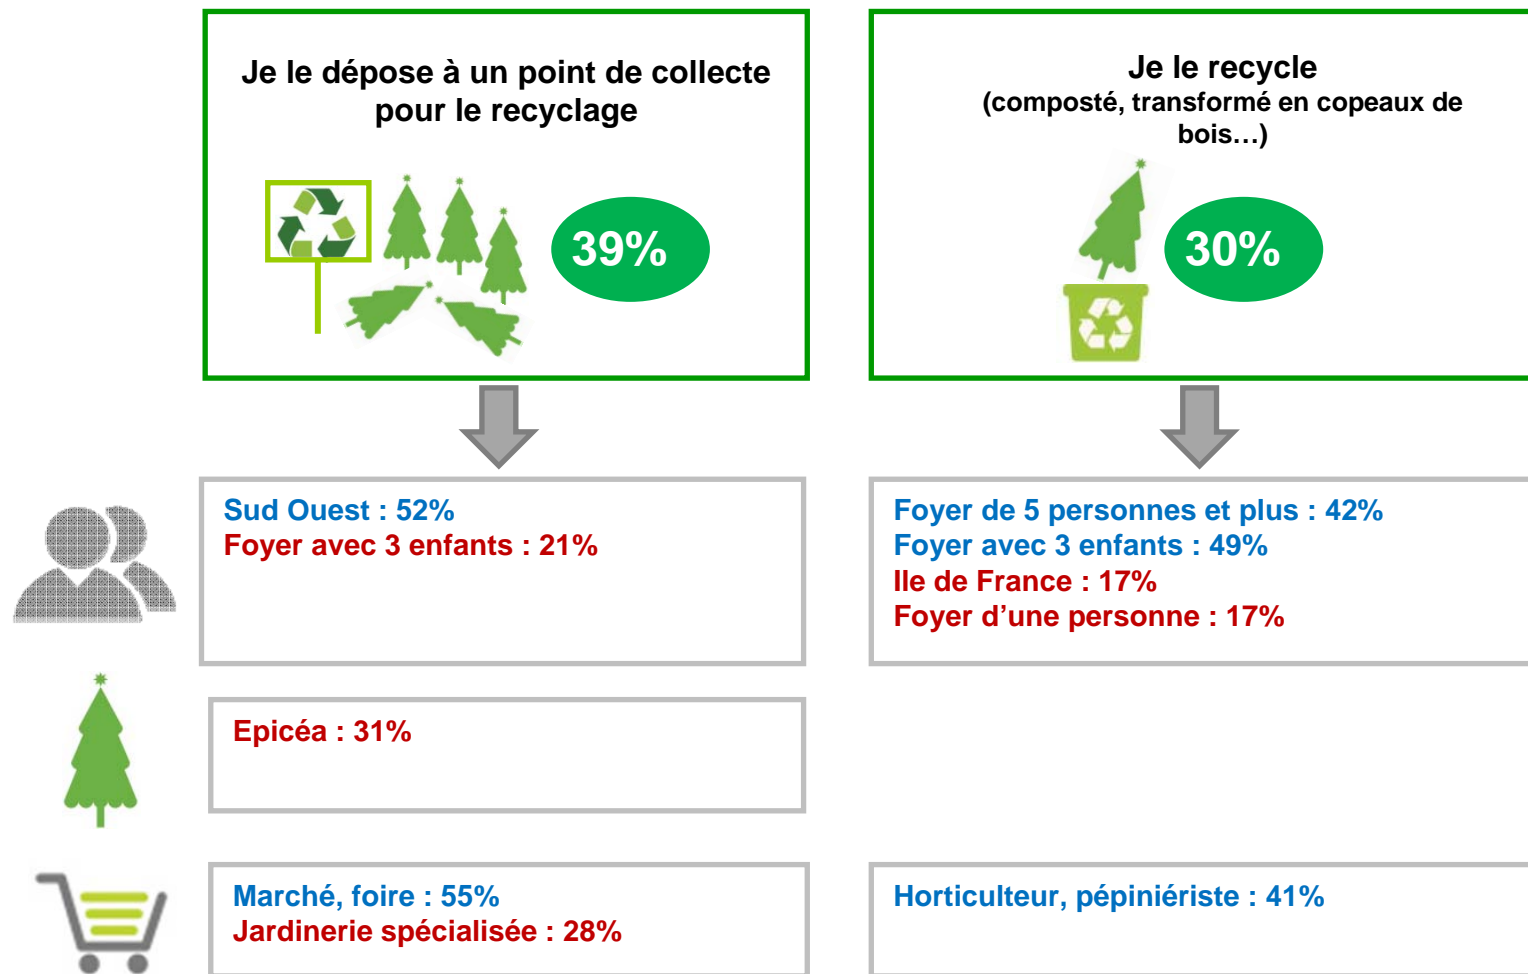 Je le dépose à un point de collecte
pour le recyclage
39%
Je le recycle
(composté, transformé en copeaux de
bois…)
30%
Sud Ouest : 52%
Foyer avec 3 enfants : 21%
Foyer de 5 personnes et plus : 42%
Foyer avec 3 enfants : 49%
Ile de France : 17%
Foyer d’une personne : 17%
Epicéa : 31%
Marché, foire : 55%
Jardinerie spécialisée : 28%
Horticulteur, pépiniériste : 41%